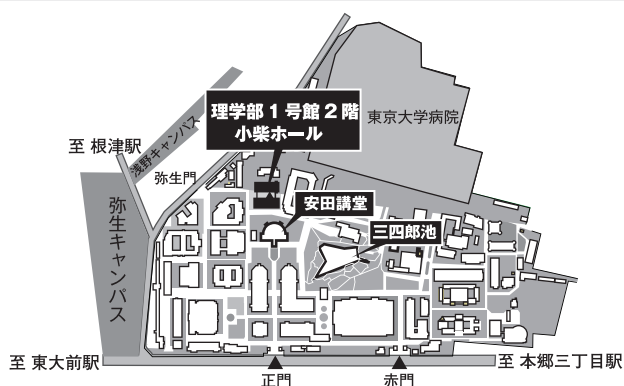 理学部1号館2階
小柴ホール
東京大学病院
浅野キャンパス
至 根津駅
弥生門
弥生キャンパス
安田講堂
三四郎池
至 東大前駅
至 本郷三丁目駅
正門
赤門